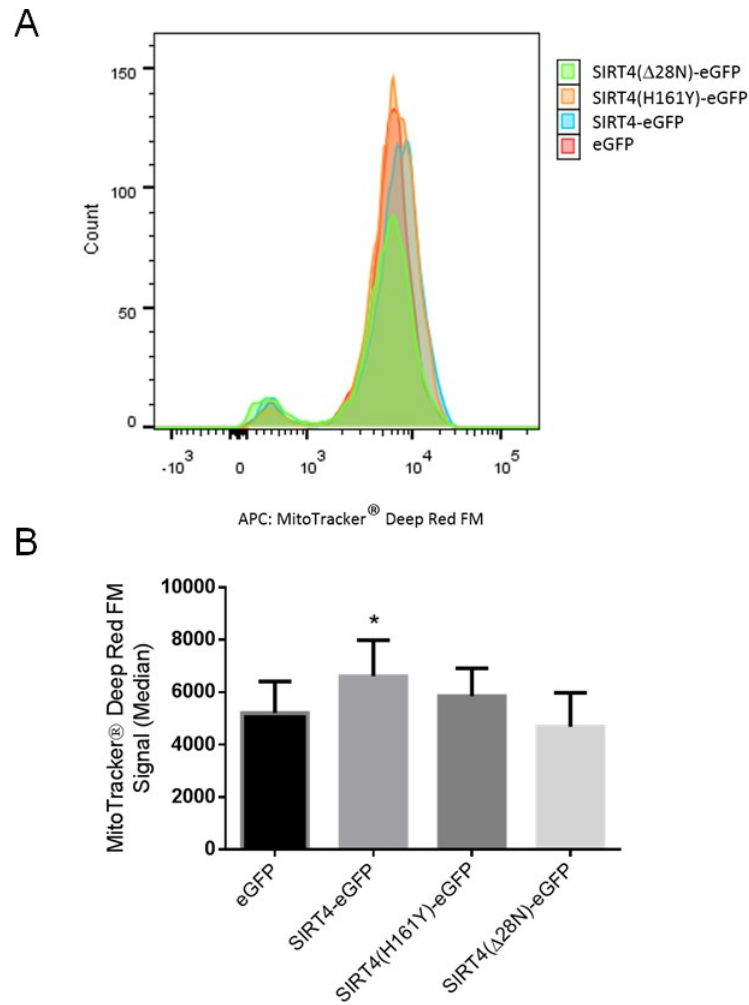 A
150
100
50
0
Count
-10³
0
10³
10⁴
10⁵
APC: MitoTracker® Deep Red FM
SIRT4(Δ28N)-eGFP
SIRT4(H161Y)-eGFP
SIRT4-eGFP
eGFP
B
MitoTracker® Deep Red FM
Signal (Median)
10000
8000
6000
4000
2000
0
*
eGFP
SIRT4-eGFP
SIRT4(H161Y)-eGFP
SIRT4(Δ28N)-eGFP